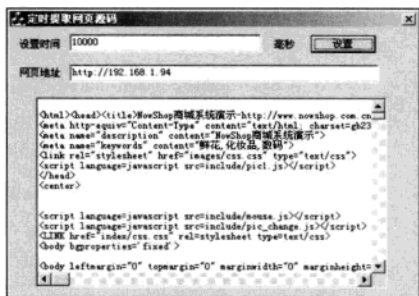 定时提取网页源码
设置时间 10000 毫秒 设置
网页地址 http://192.168.1.94
<html><head><title>NowShop商城系统演示-http://www.nowshop.com.cn
<meta http-equiv="Content-Type" content="text/html; charset=gb23
<meta name="description" content="NowShop商城系统演示">
<meta name="keywords" content="鲜花,化妆品,数码">
<link rel="stylesheet" href="images/css.css" type="text/css">
<script language=javascript src=include/pic1.js></script>
</head>
<center>
<script language=javascript src=include/mouse.js></script>
<script language=javascript src=include/pic_change.js></script>
<LINK href="index/css.css" rel=stylesheet type=text/css>
<body bgproperties="fixed">
<body leftmargin="0" topmargin="0" marginwidth="0" marginheight=